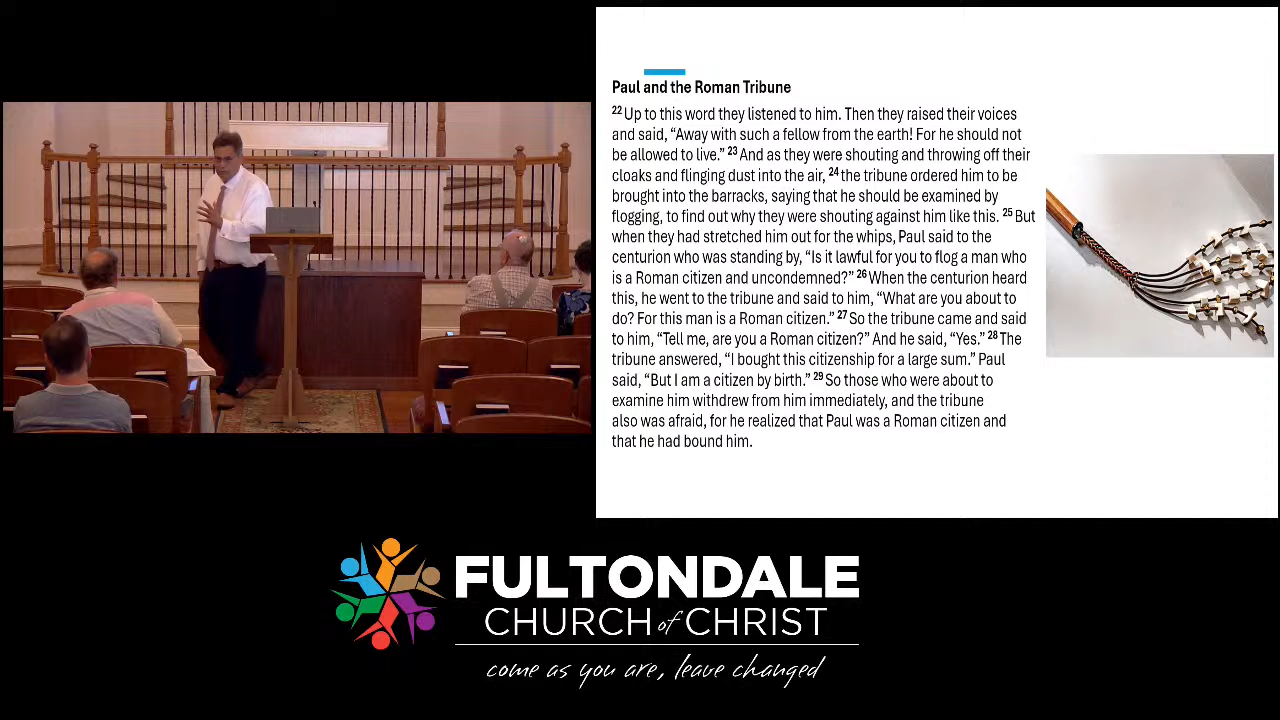 Paul and the Roman Tribune
22 Up to this word they listened to him. Then they raised their voices
and said, “Away with such a fellow from the earth! For he should not
be allowed to live.” 23 And as they were shouting and throwing off their
cloaks and flinging dust into the air, 24 the tribune ordered him to be
brought into the barracks, saying that he should be examined by
flogging, to find out why they were shouting against him like this. 25 But
when they had stretched him out for the whips, Paul said to the
centurion who was standing by, “Is it lawful for you to flog a man who
is a Roman citizen and uncondemned?” 26 When the centurion heard
this, he went to the tribune and said to him, “What are you about to
do? For this man is a Roman citizen.” 27 So the tribune came and said
to him, “Tell me, are you a Roman citizen?” And he said, “Yes.” 28 The
tribune answered, “I bought this citizenship for a large sum.” Paul
said, “But I am a citizen by birth.” 29 So those who were about to
examine him withdrew from him immediately, and the tribune
also was afraid, for he realized that Paul was a Roman citizen and
that he had bound him.
FULTONDALE
CHURCH of CHRIST
come as you are, leave changed